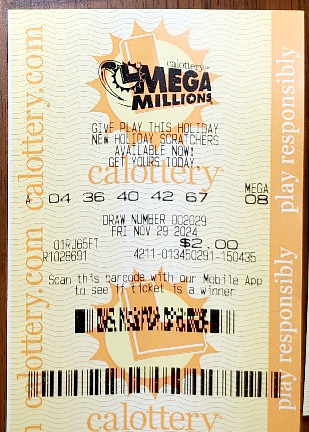 calottery
MEGA
MILLIONS
GIVE PLAY THIS HOLIDAY
NEW HOLIDAY SCRATCHERS
AVAILABLE NOW!
GET YOURS TODAY
calottery
MEGA
A 04 36 40 42 67 08
DRAW NUMBER 002029
FRI NOV 29 2024
01RJ65FT $2.00
R1028691 4211-013450291-150435
Scan this barcode with our Mobile App
to see if ticket is a winner
calottery
calottery.com
calottery.com
play responsibly
play responsibly